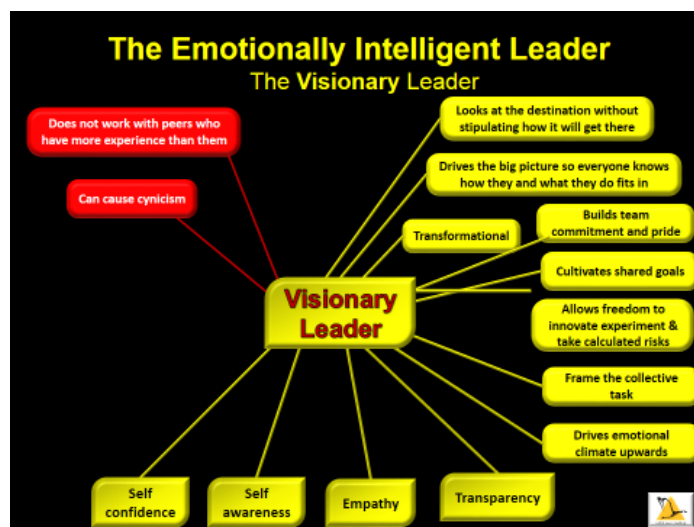 The Emotionally Intelligent Leader
The Visionary Leader
Does not work with peers who
have more experience than them
Can cause cynicism
Looks at the destination without
stipulating how it will get there
Drives the big picture so everyone knows
how they and what they do fits in
Transformational
Builds team
commitment and pride
Cultivates shared goals
Allows freedom to
innovate experiment &
take calculated risks
Frame the collective
task
Drives emotional
climate upwards
Visionary
Leader
Self
confidence
Self
awareness
Empathy
Transparency